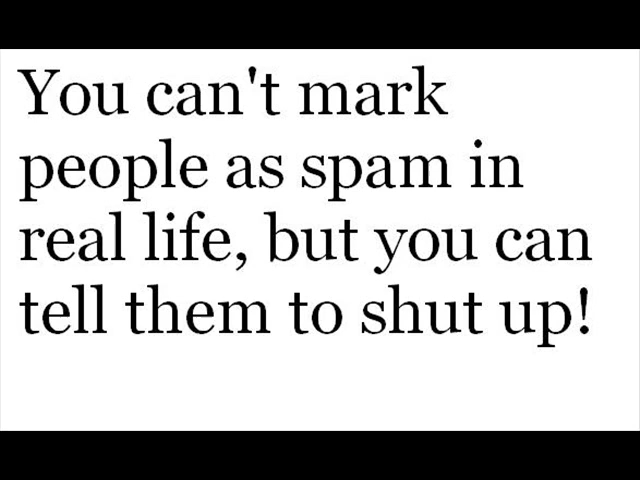 You can't mark
people as spam in
real life, but you can
tell them to shut up!